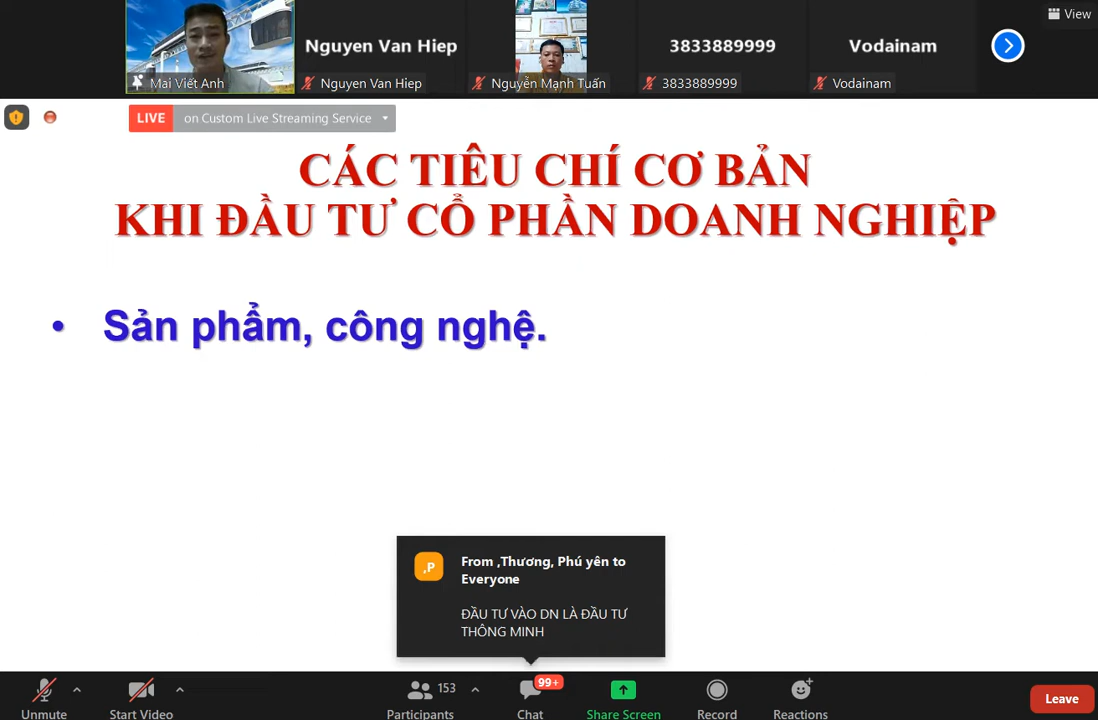 View
Nguyen Van Hiep
3833889999
Vodainam
Mai Viết Anh
Nguyen Van Hiep
Nguyễn Mạnh Tuấn
3833889999
Vodainam
LIVE on Custom Live Streaming Service
CÁC TIÊU CHÍ CƠ BẢN
KHI ĐẦU TƯ CỔ PHẦN DOANH NGHIỆP
• Sản phẩm, công nghệ.
,P
From ,Thương, Phú yên to
Everyone
ĐẦU TƯ VÀO DN LÀ ĐẦU TƯ
THÔNG MINH
153
99+
Unmute
Start Video
Participants
Chat
Share Screen
Record
Reactions
Leave